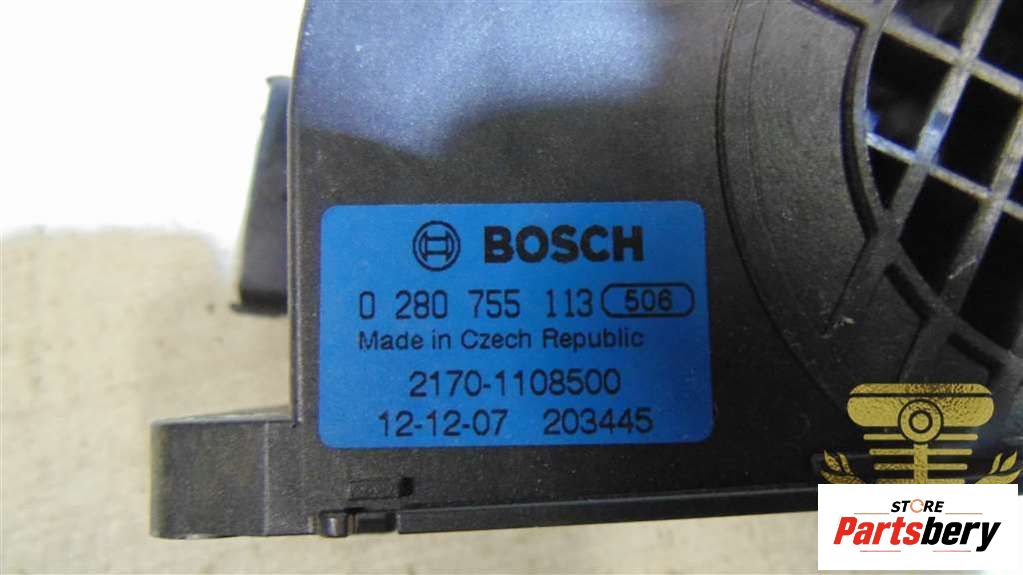 BOSCH
0 280 755 113 506
Made in Czech Republic
2170-1108500
12-12-07 203445
STORE
Partsbery